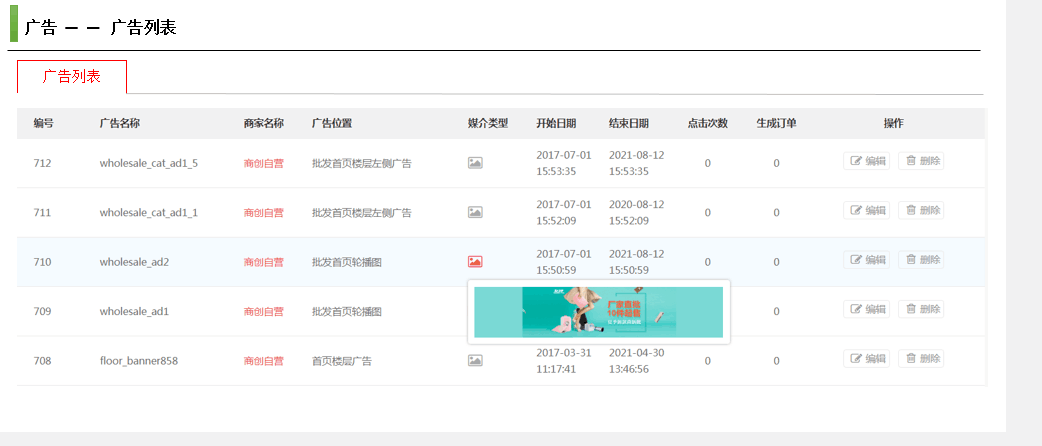 广告 — — 广告列表
广告列表
编号 广告名称 商家名称 广告位置 媒介类型 开始日期 结束日期 点击次数 生成订单 操作
712 wholesale_cat_ad1_5 商创自营 批发首页楼层左侧广告 2017-07-01 15:53:35 2021-08-12 15:53:35 0 0 编辑 删除
711 wholesale_cat_ad1_1 商创自营 批发首页楼层左侧广告 2017-07-01 15:52:09 2020-08-12 15:52:09 0 0 编辑 删除
710 wholesale_ad2 商创自营 批发首页轮播图 2017-07-01 15:50:59 2021-08-12 15:50:59 0 0 编辑 删除
厂家直批
10件起售
709 wholesale_ad1 商创自营 批发首页轮播图 0 编辑 删除
708 floor_banner858 商创自营 首页楼层广告 2017-03-31 11:17:41 2021-04-30 13:46:56 0 0 编辑 删除